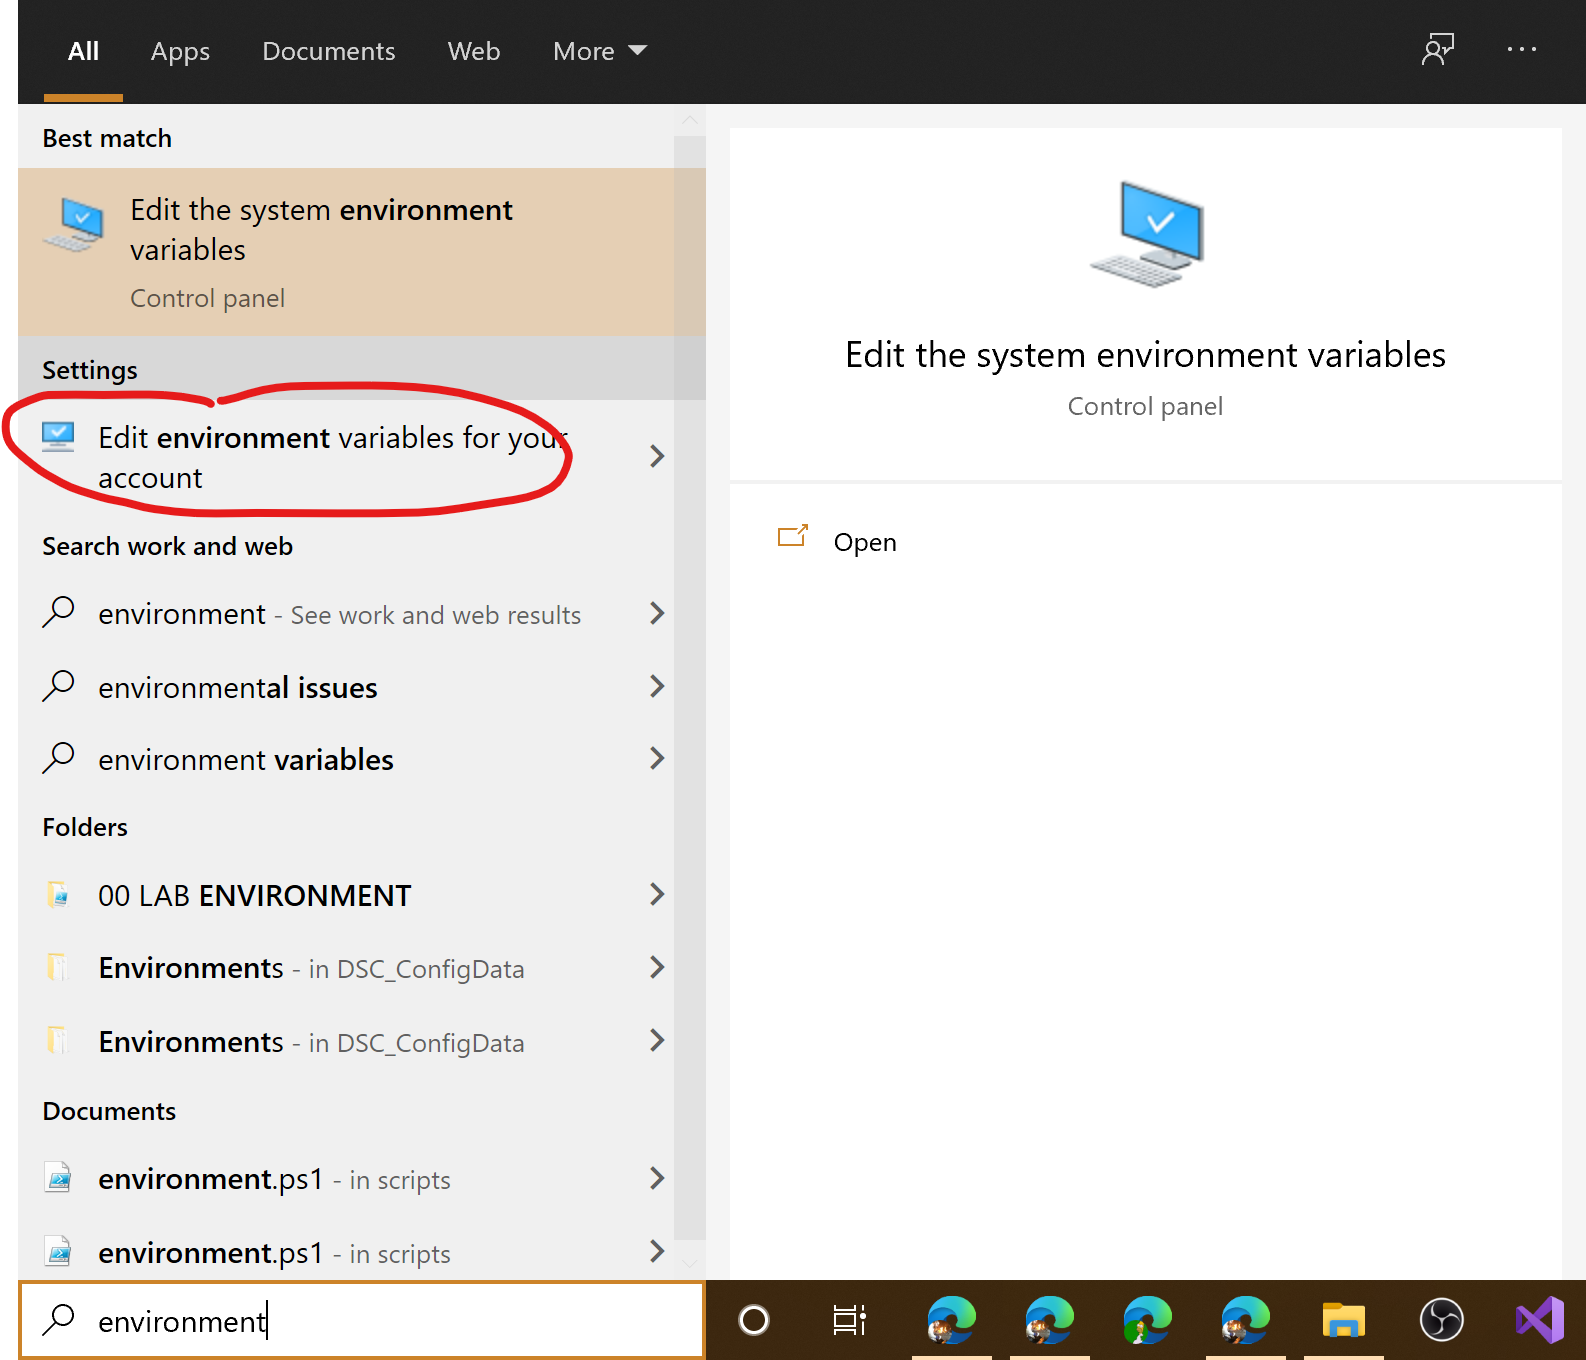 All Apps Documents Web More
Best match
Edit the system environment
variables
Control panel
Settings
Edit environment variables for your
account
Search work and web
environment - See work and web results
environmental issues
environment variables
Folders
00 LAB ENVIRONMENT
Environments - in DSC_ConfigData
Environments - in DSC_ConfigData
Documents
environment.ps1 - in scripts
environment.ps1 - in scripts
environment
Edit the system environment variables
Control panel
Open